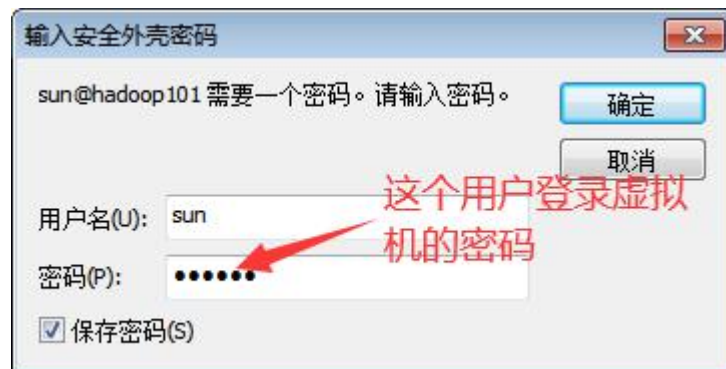 输入安全外壳密码
sun@hadoop101 需要一个密码。请输入密码。
确定
取消
这个用户登录虚拟
机的密码
用户名(U): sun
密码(P): ••••••
保存密码(S)